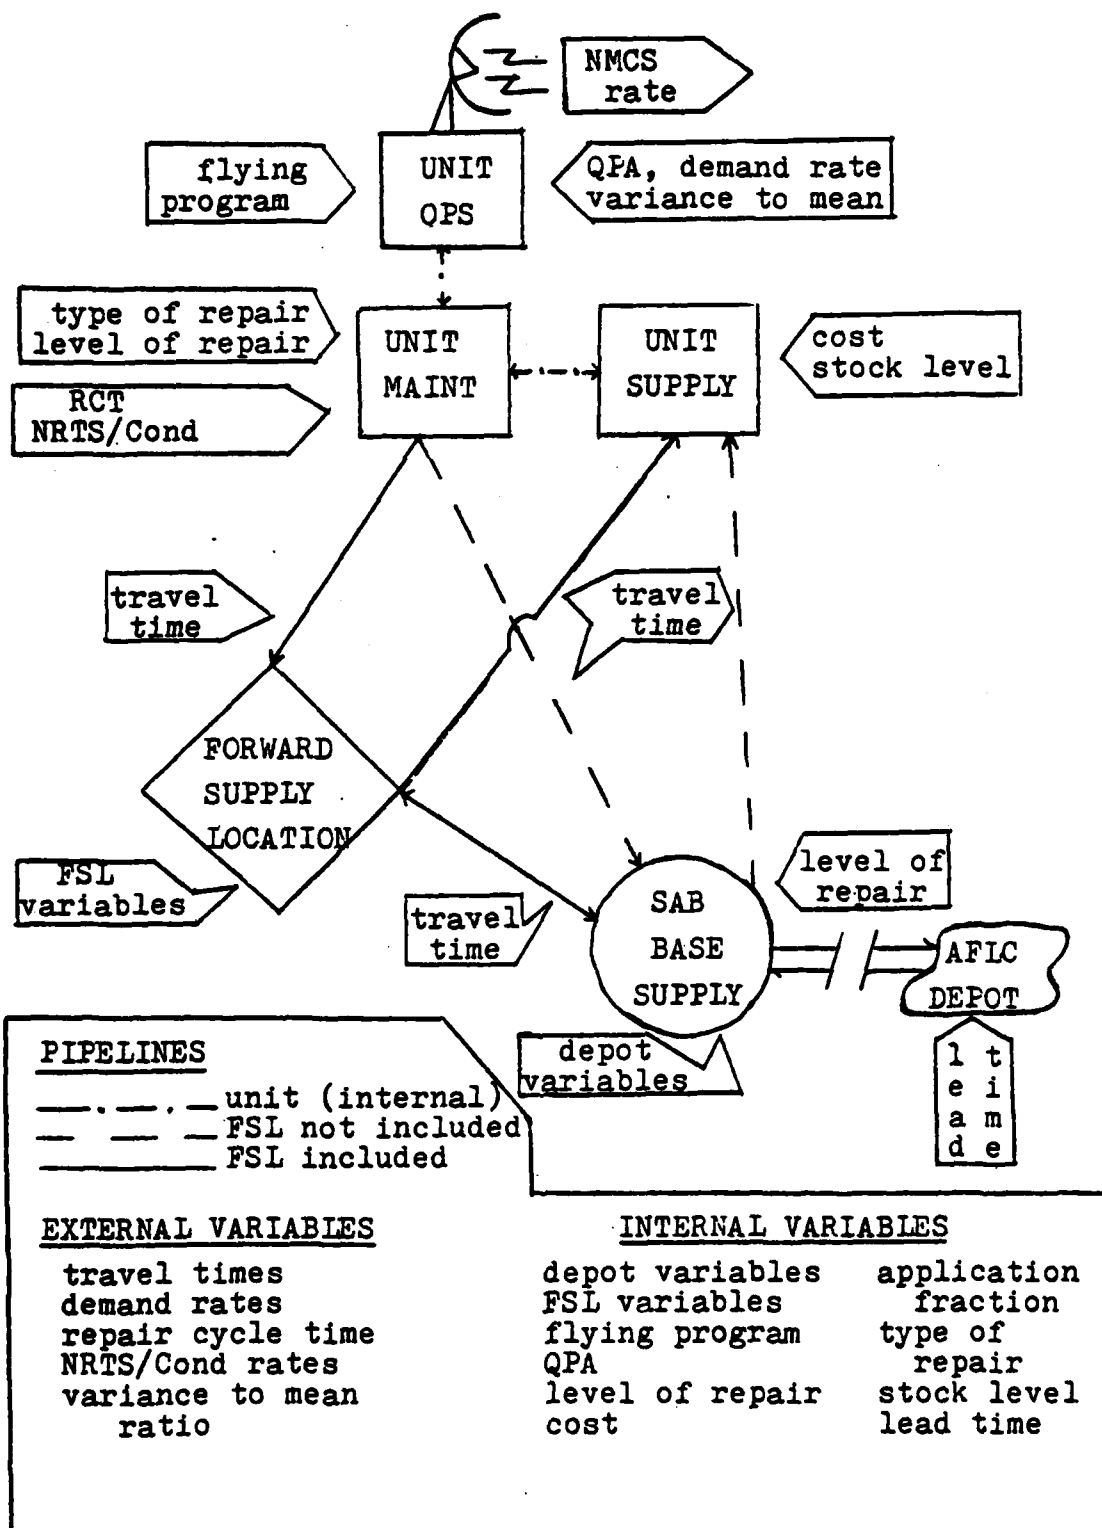 NMCS
rate
flying
program
UNIT
QPS
QPA, demand rate
variance to mean
type of repair
level of repair
RCT
NRTS/Cond
UNIT
MAINT
UNIT
SUPPLY
cost
stock level
travel
time
travel
time
FORWARD
SUPPLY
LOCATION
FSL
variables
travel
time
SAB
BASE
SUPPLY
level of
repair
AFLC
DEPOT
depot
variables
lead
time
PIPELINES
unit (internal)
FSL not included
FSL included
EXTERNAL VARIABLES
travel times
demand rates
repair cycle time
NRTS/Cond rates
variance to mean
ratio
INTERNAL VARIABLES
depot variables
FSL variables
flying program
QPA
level of repair
cost
application
fraction
type of
repair
stock level
lead time